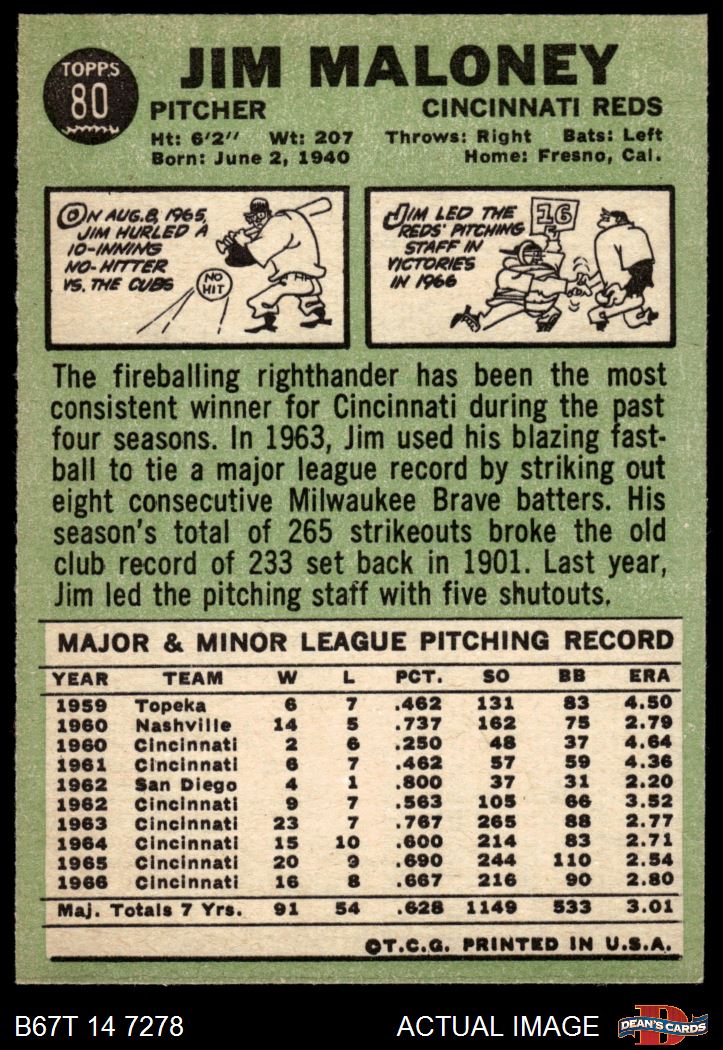 TOPPS
80
JIM MALONEY
PITCHER CINCINNATI REDS
Ht: 6'2" Wt: 207 Throws: Right Bats: Left
Born: June 2, 1940 Home: Fresno, Cal.
ON AUG. 8, 1965,
JIM HURLED A
10-INNING
NO-HITTER
VS. THE CUBS
NO
HIT
JIM LED THE
REDS' PITCHING
STAFF IN
VICTORIES
IN 1966
16
The fireballing righthander has been the most
consistent winner for Cincinnati during the past
four seasons. In 1963, Jim used his blazing fast-
ball to tie a major league record by striking out
eight consecutive Milwaukee Brave batters. His
season's total of 265 strikeouts broke the old
club record of 233 set back in 1901. Last year,
Jim led the pitching staff with five shutouts.
MAJOR & MINOR LEAGUE PITCHING RECORD
YEAR TEAM W L PCT. SO BB ERA
1959 Topeka 6 7 .462 131 83 4.50
1960 Nashville 14 5 .737 162 75 2.79
1960 Cincinnati 2 6 .250 48 37 4.64
1961 Cincinnati 6 7 .462 57 59 4.36
1962 San Diego 4 1 .800 37 31 2.20
1962 Cincinnati 9 7 .563 105 66 3.52
1963 Cincinnati 23 7 .767 265 88 2.77
1964 Cincinnati 15 10 .600 214 83 2.71
1965 Cincinnati 20 9 .690 244 110 2.54
1966 Cincinnati 16 8 .667 216 90 2.80
Maj. Totals 7 Yrs. 91 54 .628 1149 533 3.01
©T.C.G. PRINTED IN U.S.A.
B67T 14 7278 ACTUAL IMAGE
D
DEAN'S CARDS